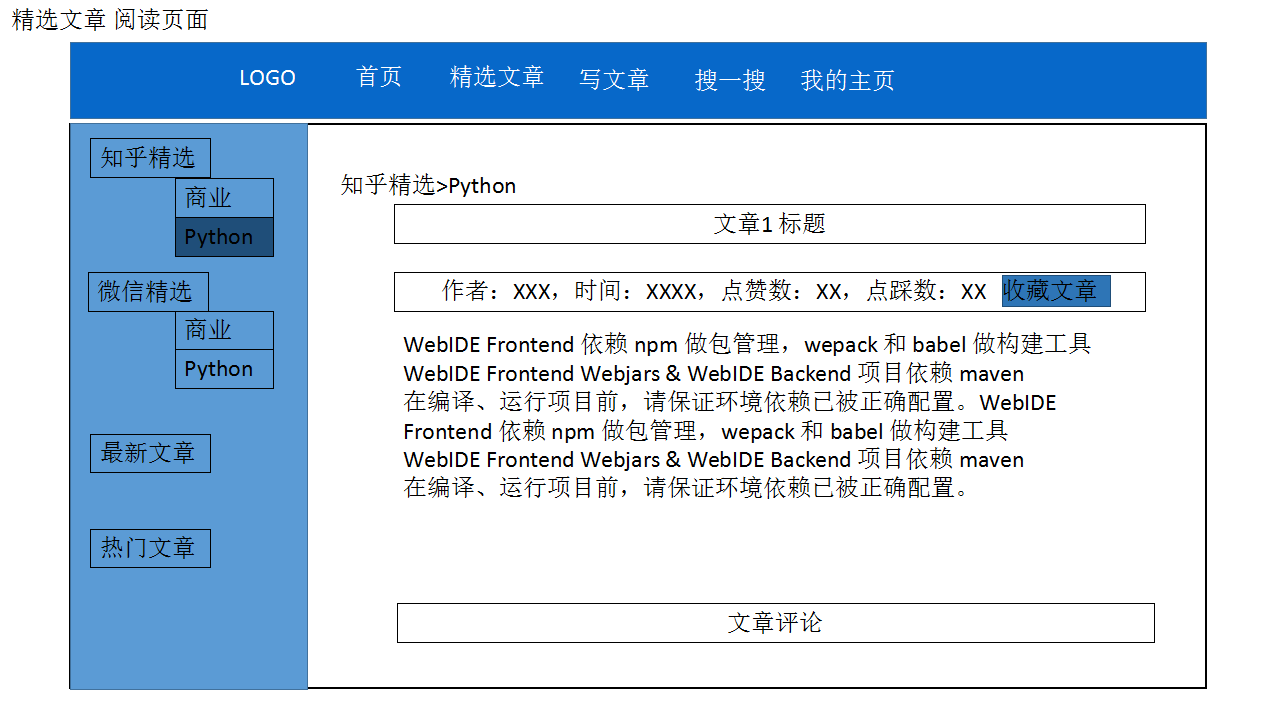 精选文章 阅读页面
LOGO 首页 精选文章 写文章 搜一搜 我的主页
知乎精选
商业
Python
微信精选
商业
Python
最新文章
热门文章
知乎精选>Python
文章1 标题
作者：XXX，时间：XXXX，点赞数：XX，点踩数：XX 收藏文章
WebIDE Frontend 依赖 npm 做包管理，wepack 和 babel 做构建工具
WebIDE Frontend Webjars & WebIDE Backend 项目依赖 maven
在编译、运行项目前，请保证环境依赖已被正确配置。WebIDE
Frontend 依赖 npm 做包管理，wepack 和 babel 做构建工具
WebIDE Frontend Webjars & WebIDE Backend 项目依赖 maven
在编译、运行项目前，请保证环境依赖已被正确配置。
文章评论